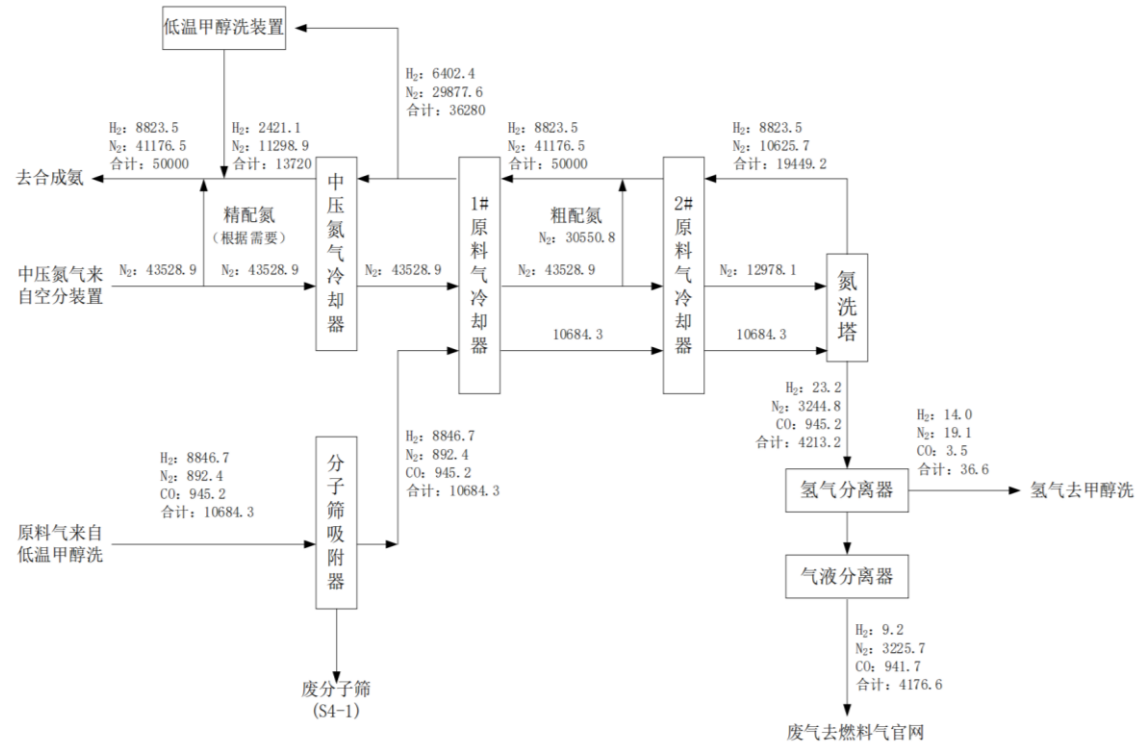 低温甲醇洗装置
H₂: 6402.4
N₂: 29877.6
合计: 36280
H₂: 8823.5
N₂: 41176.5
合计: 50000
H₂: 2421.1
N₂: 11298.9
合计: 13720
H₂: 8823.5
N₂: 41176.5
合计: 50000
H₂: 8823.5
N₂: 10625.7
合计: 19449.2
去合成氨
精配氮
(根据需要)
粗配氮
N₂: 30550.8
中压氮气来
自空分装置
N₂: 43528.9
N₂: 43528.9
中压氮气冷却器
N₂: 43528.9
1#原料气冷却器
N₂: 43528.9
2#原料气冷却器
N₂: 12978.1
氮洗塔
10684.3
10684.3
H₂: 23.2
N₂: 3244.8
CO: 945.2
合计: 4213.2
H₂: 14.0
N₂: 19.1
CO: 3.5
合计: 36.6
H₂: 8846.7
N₂: 892.4
CO: 945.2
合计: 10684.3
H₂: 8846.7
N₂: 892.4
CO: 945.2
合计: 10684.3
原料气来自
低温甲醇洗
分子筛吸附器
氢气分离器
氢气去甲醇洗
气液分离器
H₂: 9.2
N₂: 3225.7
CO: 941.7
合计: 4176.6
废分子筛
(S4-1)
废气去燃料气官网